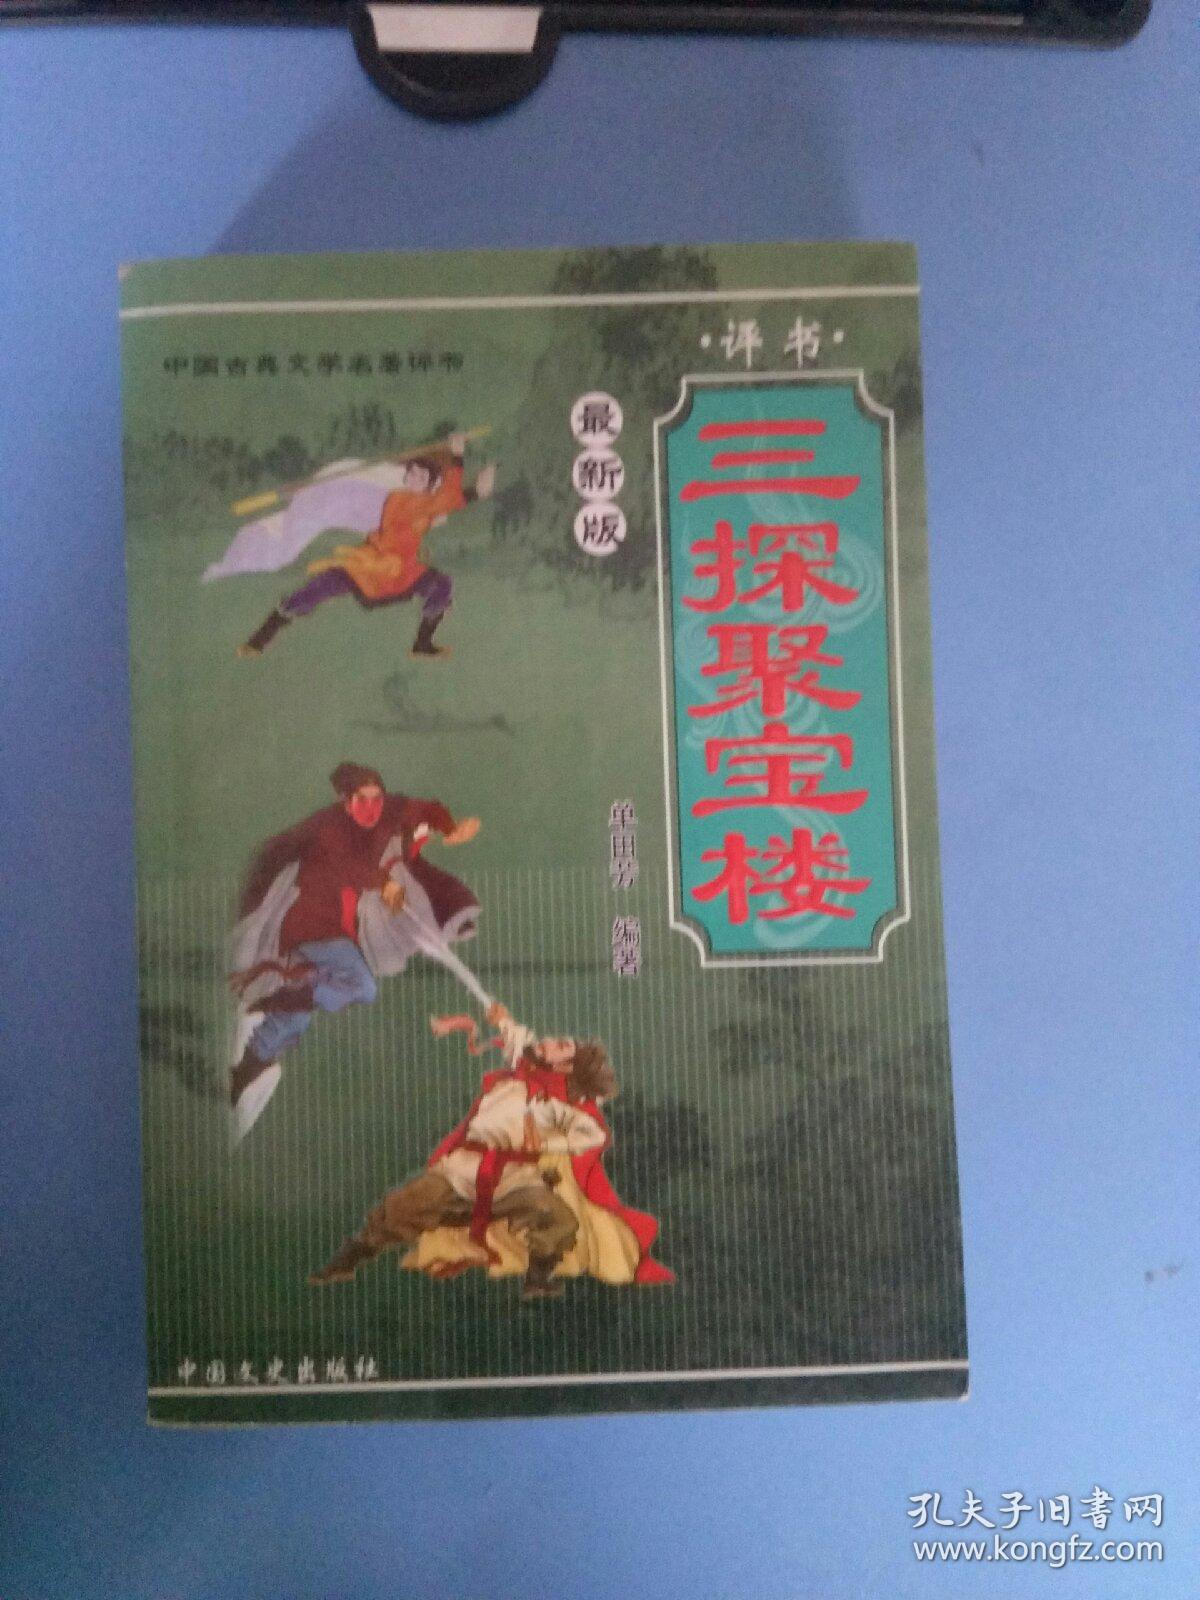 ·评书·
中国古典文学名著评书
最新版
三探聚宝楼
单田芳 编著
中国文史出版社
孔夫子旧书网
www.kongfz.com